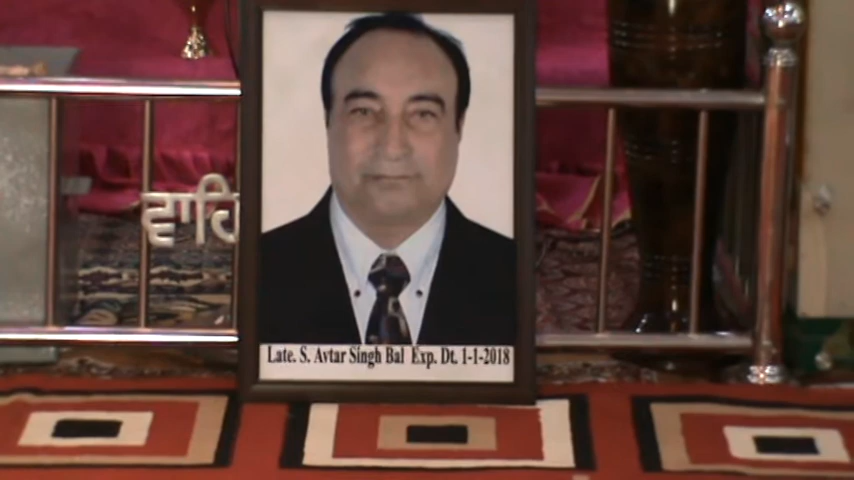 ਵਾਹਿ
Late. S. Avtar Singh Bal Exp. Dt. 1-1-2018